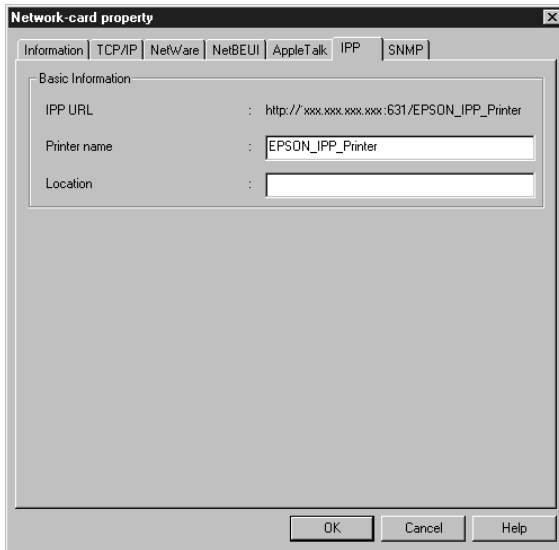 Network-card property
Information TCP/IP NetWare NetBEUI AppleTalk IPP SNMP
Basic Information
IPP URL : http://xxx.xxx.xxx.xxx:631/EPSON_IPP_Printer
Printer name : EPSON_IPP_Printer
Location :
OK Cancel Help